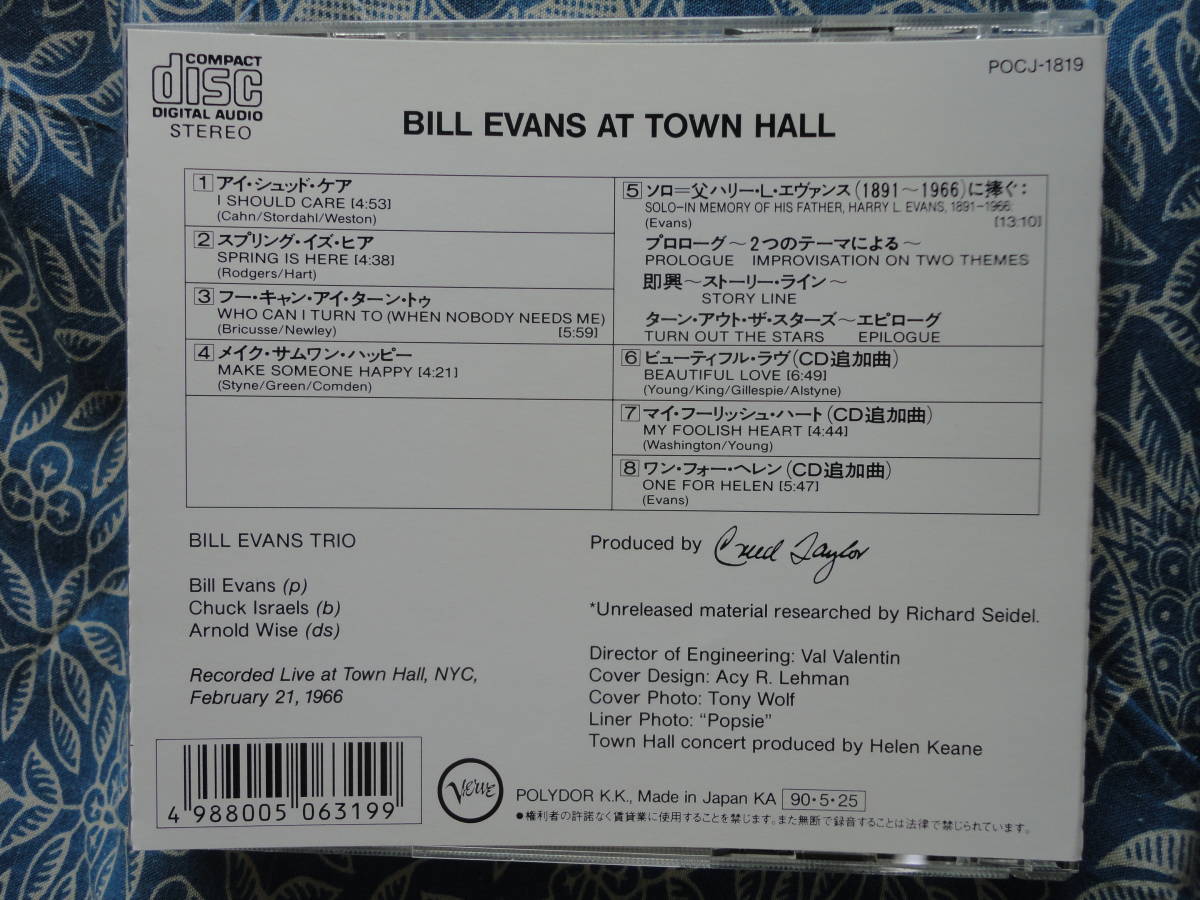 COMPACT
disc
DIGITAL AUDIO
STEREO
POCJ-1819
BILL EVANS AT TOWN HALL
1 アイ・シュッド・ケア
I SHOULD CARE [4:53]
(Cahn/Stordahl/Weston)
2 スプリング・イズ・ヒア
SPRING IS HERE [4:38]
(Rodgers/Hart)
3 フー・キャン・アイ・ターン・トゥ
WHO CAN I TURN TO (WHEN NOBODY NEEDS ME)
(Bricusse/Newley) [5:59]
4 メイク・サムワン・ハッピー
MAKE SOMEONE HAPPY [4:21]
(Styne/Green/Comden)
5 ソロ=父ハリー・L・エヴァンス(1891~1966)に捧ぐ:
SOLO-IN MEMORY OF HIS FATHER, HARRY L. EVANS, 1891-1966:
(Evans) [13:10]
プロローグ~2つのテーマによる~
PROLOGUE IMPROVISATION ON TWO THEMES
即興~ストーリー・ライン~
STORY LINE
ターン・アウト・ザ・スターズ~エピローグ
TURN OUT THE STARS EPILOGUE
6 ビューティフル・ラヴ(CD追加曲)
BEAUTIFUL LOVE [6:49]
(Young/King/Gillespie/Alstyne)
7 マイ・フーリッシュ・ハート(CD追加曲)
MY FOOLISH HEART [4:44]
(Washington/Young)
8 ワン・フォー・ヘレン(CD追加曲)
ONE FOR HELEN [5:47]
(Evans)
BILL EVANS TRIO
Bill Evans (p)
Chuck Israels (b)
Arnold Wise (ds)
Recorded Live at Town Hall, NYC,
February 21, 1966
Produced by Creed Taylor
*Unreleased material researched by Richard Seidel.
Director of Engineering: Val Valentin
Cover Design: Acy R. Lehman
Cover Photo: Tony Wolf
Liner Photo: "Popsie"
Town Hall concert produced by Helen Keane
4 988005 063199
Verve
POLYDOR K.K., Made in Japan KA 90・5・25
●権利者の許諾なく賃貸業に使用することを禁じます。また無断で録音することは法律で禁じられています。